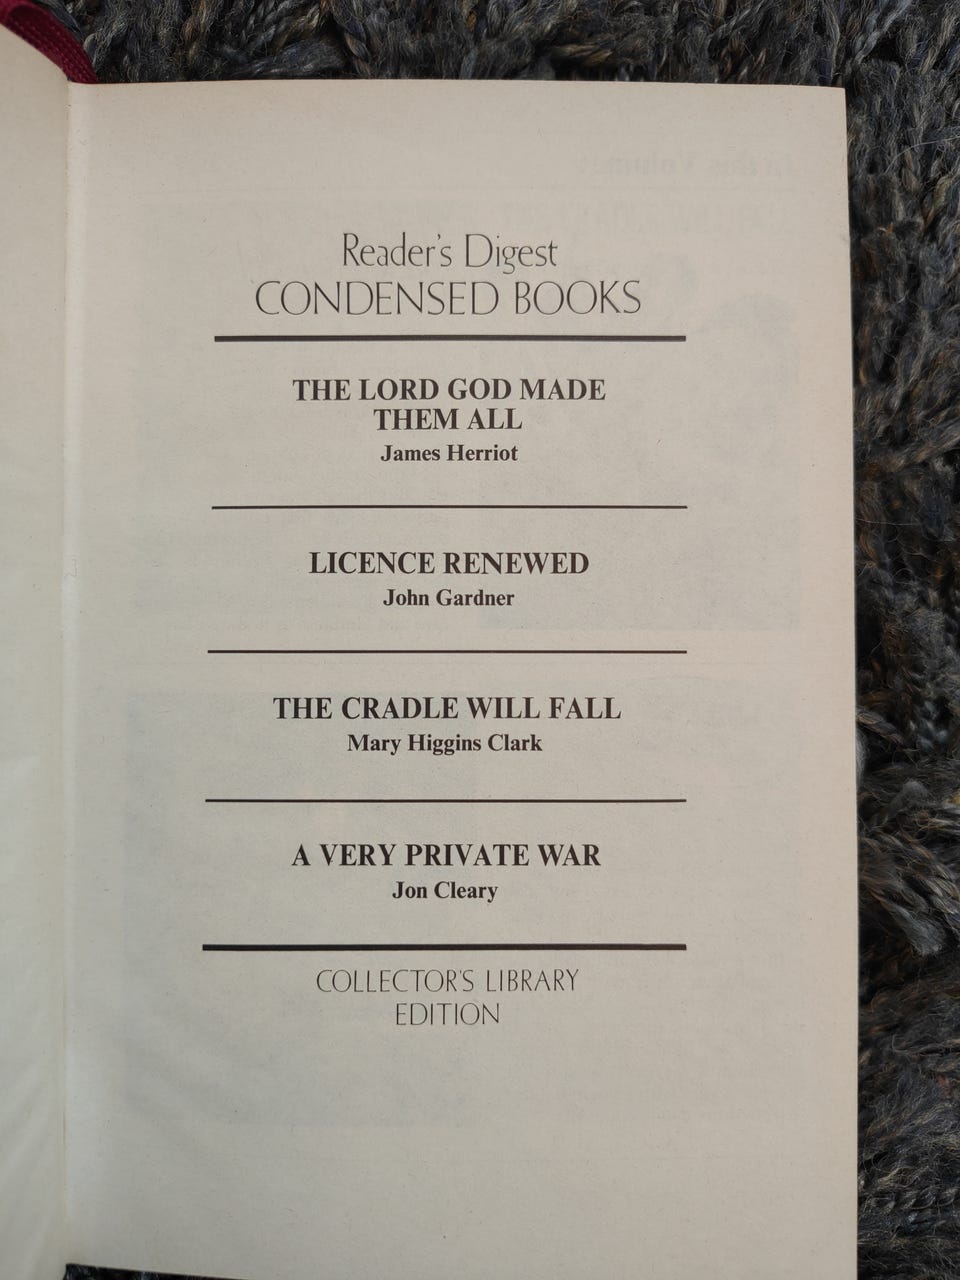 Reader's Digest
CONDENSED BOOKS
THE LORD GOD MADE
THEM ALL
James Herriot
LICENCE RENEWED
John Gardner
THE CRADLE WILL FALL
Mary Higgins Clark
A VERY PRIVATE WAR
Jon Cleary
COLLECTOR'S LIBRARY
EDITION